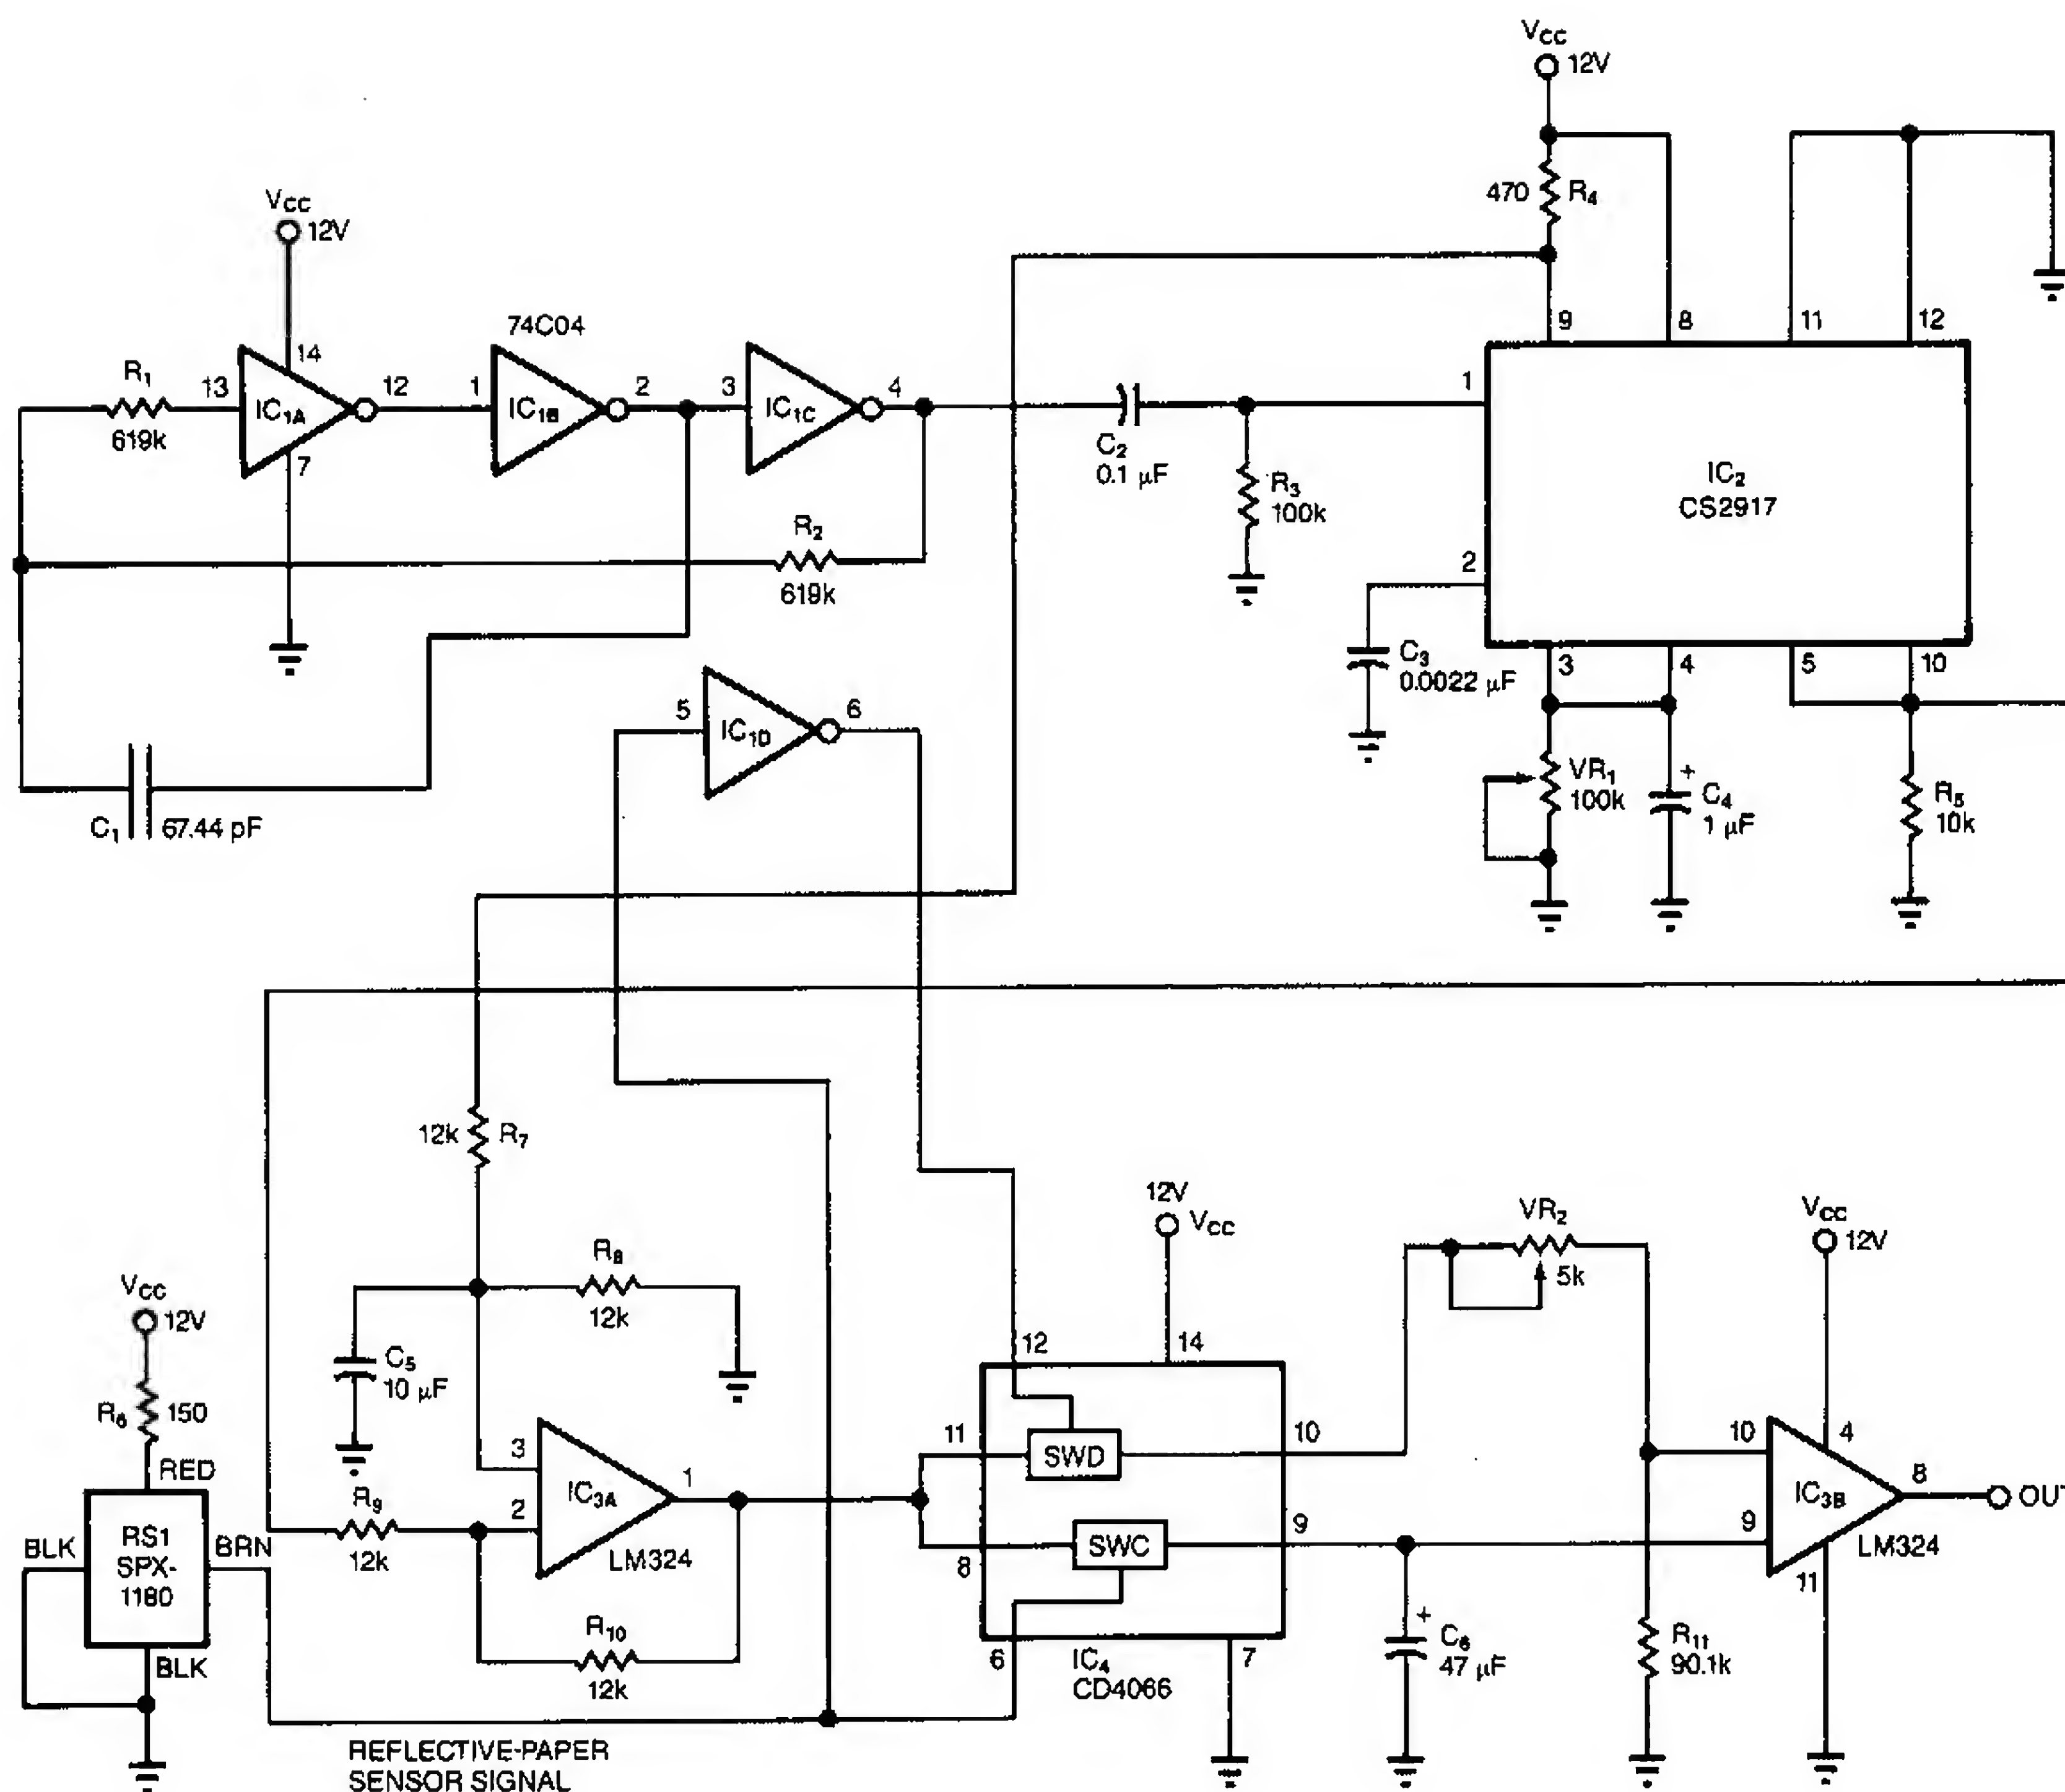 VCC
12V
470
R4
9
8
11
12
1
IC2
CS2917
2
3
4
5
10
VCC
12V
74C04
R1
619k
13
14
IC1A
7
12
1
IC1B
2
3
IC1C
4
R2
619k
C1
67.44 pF
C2
0.1 µF
R3
100k
C3
0.0022 µF
VR1
100k
+
C4
1 µF
R5
10k
5
IC1D
6
12k
R7
R8
12k
C5
10 µF
VCC
12V
R6
150
RED
BLK
RS1
SPX-
1180
BRN
BLK
R9
12k
3
2
IC3A
1
LM324
R10
12k
REFLECTIVE-PAPER
SENSOR SIGNAL
12V
VCC
12
14
11
SWD
10
8
SWC
9
6
7
IC4
CD4066
VR2
5k
+
C6
47 µF
R11
90.1k
VCC
12V
10
4
9
IC3B
8
OUT
11
LM324